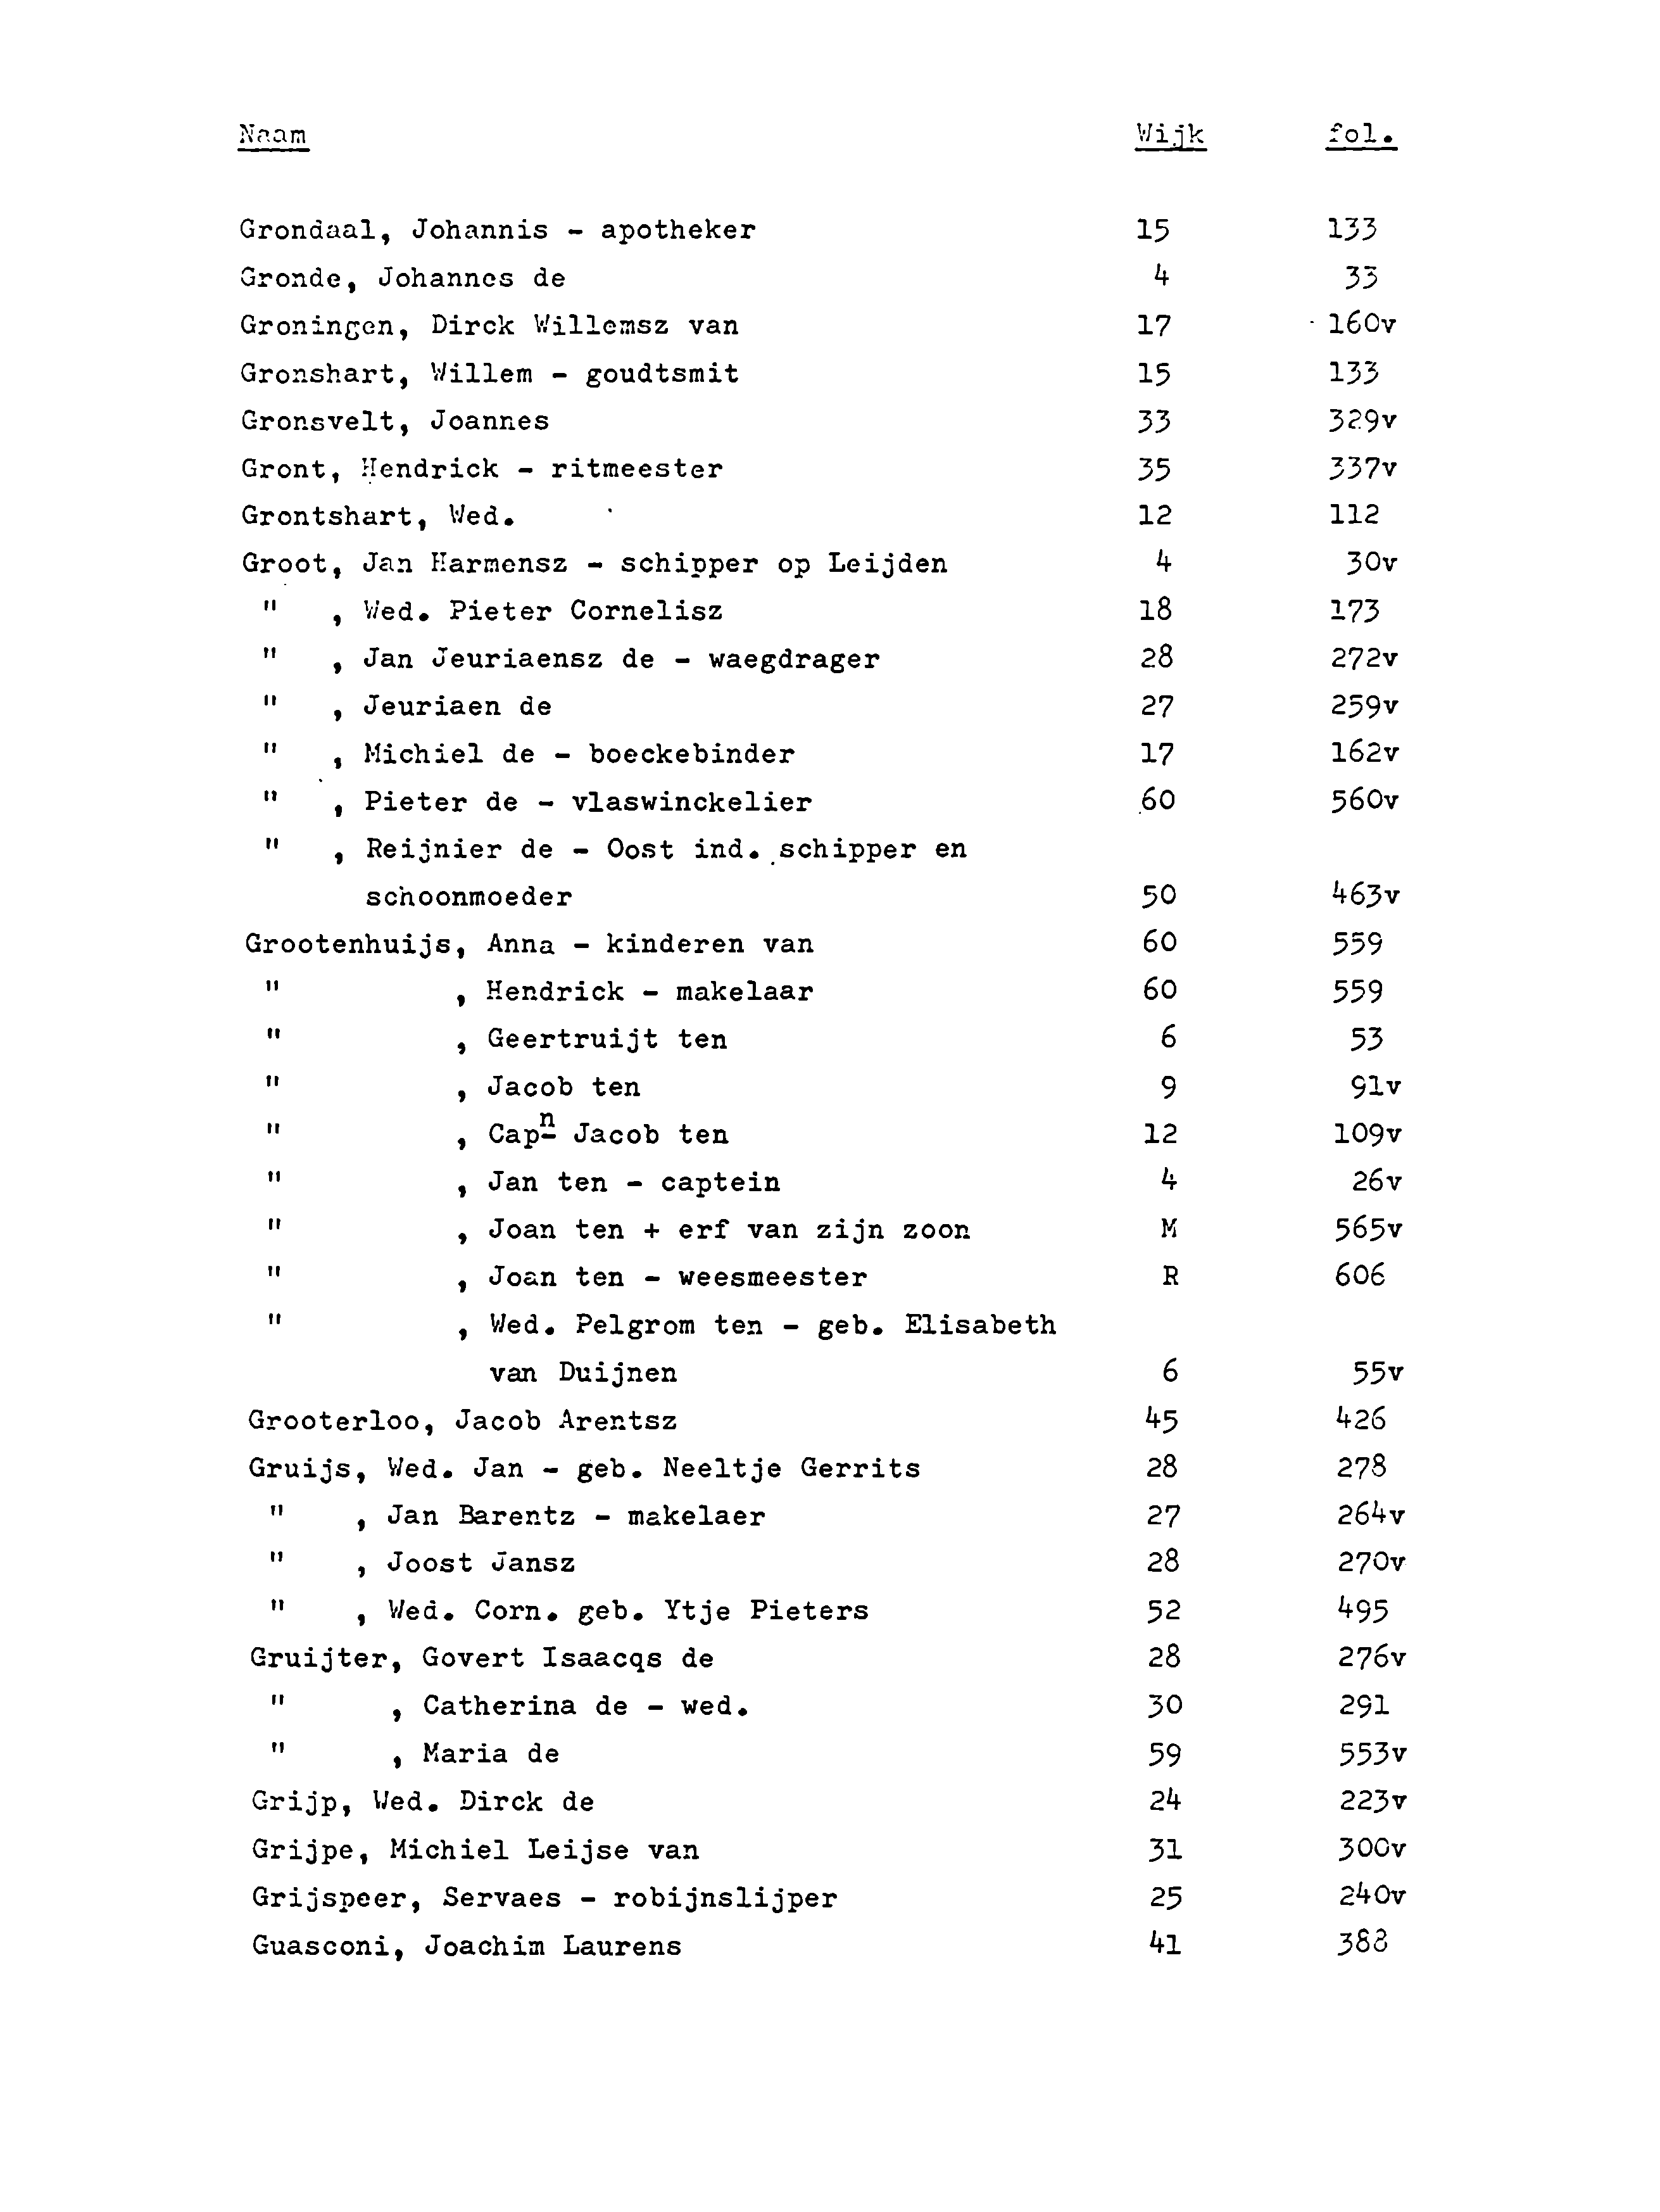 Naam Wijk fol.
Grondaal, Johannis - apotheker 15 133
Gronde, Johannes de 4 33
Groningen, Dirck Willemsz van 17 160v
Gronshart, Willem - goudtsmit 15 133
Gronsvelt, Joannes 33 329v
Gront, Hendrick - ritmeester 35 337v
Grontshart, Wed. 12 112
Groot, Jan Harmensz - schipper op Leijden 4 30v
" , Wed. Pieter Cornelisz 18 173
" , Jan Jeuriaensz de - waegdrager 28 272v
" , Jeuriaen de 27 259v
" , Michiel de - boeckebinder 17 162v
" , Pieter de - vlaswinckelier 60 560v
" , Reijnier de - Oost ind. schipper en
schoonmoeder 50 463v
Grootenhuijs, Anna - kinderen van 60 559
" , Hendrick - makelaar 60 559
" , Geertruijt ten 6 53
" , Jacob ten 9 91v
" , Capn Jacob ten 12 109v
" , Jan ten - captein 4 26v
" , Joan ten + erf van zijn zoon M 565v
" , Joan ten - weesmeester R 606
" , Wed. Pelgrom ten - geb. Elisabeth
van Duijnen 6 55v
Grooterloo, Jacob Arentsz 45 426
Gruijs, Wed. Jan - geb. Neeltje Gerrits 28 278
" , Jan Barentz - makelaer 27 264v
" , Joost Jansz 28 270v
" , Wed. Corn. geb. Ytje Pieters 52 495
Gruijter, Govert Isaacqs de 28 276v
" , Catherina de - wed. 30 291
" , Maria de 59 553v
Grijp, Wed. Dirck de 24 223v
Grijpe, Michiel Leijse van 31 300v
Grijspeer, Servaes - robijnslijper 25 240v
Guasconi, Joachim Laurens 41 388